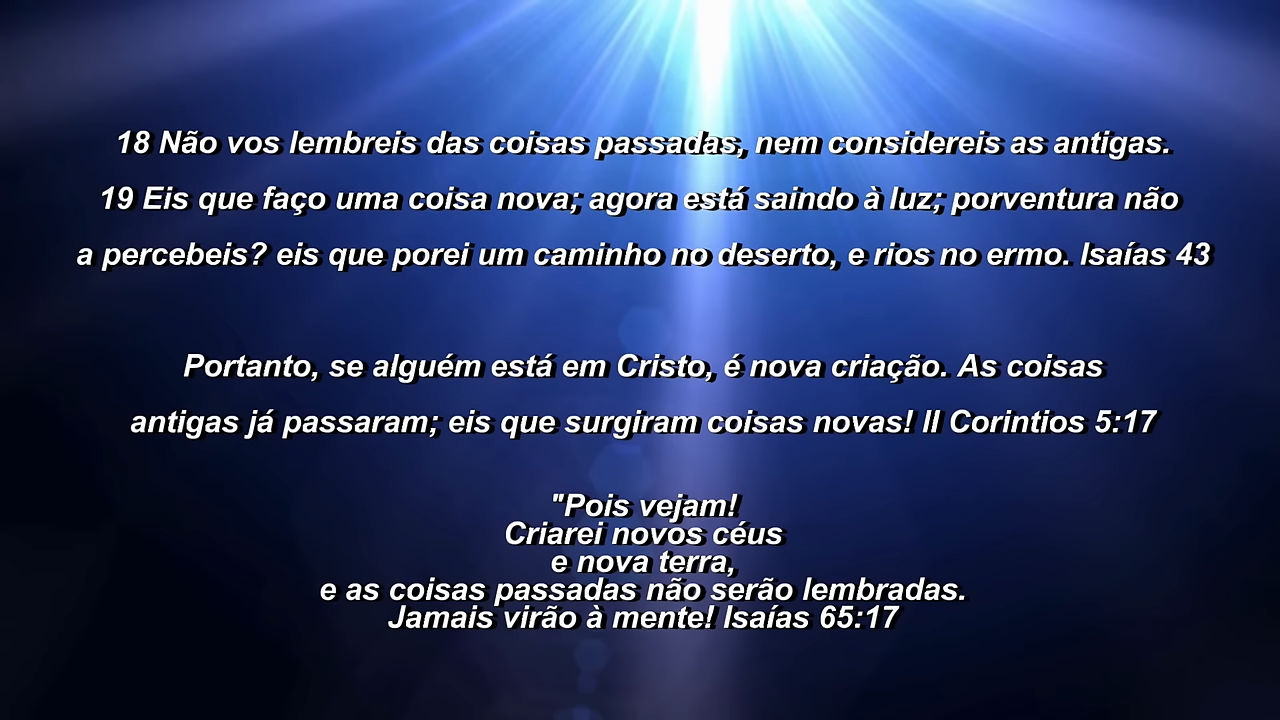 18 Não vos lembreis das coisas passadas, nem considereis as antigas.
19 Eis que faço uma coisa nova; agora está saindo à luz; porventura não
a percebeis? eis que porei um caminho no deserto, e rios no ermo. Isaías 43
Portanto, se alguém está em Cristo, é nova criação. As coisas
antigas já passaram; eis que surgiram coisas novas! II Corintios 5:17
"Pois vejam!
Criarei novos céus
e nova terra,
e as coisas passadas não serão lembradas.
Jamais virão à mente! Isaías 65:17